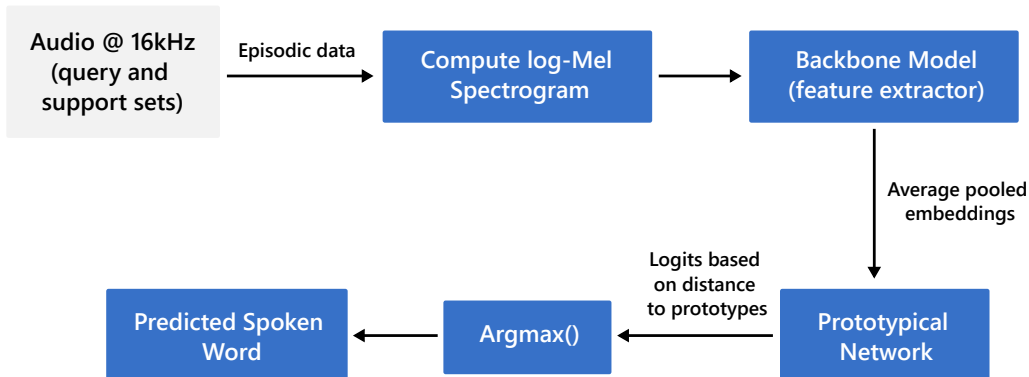 Audio @ 16kHz
(query and
support sets)
Episodic data
Compute log-Mel
Spectrogram
Backbone Model
(feature extractor)
Average pooled
embeddings
Prototypical
Network
Logits based
on distance
to prototypes
Argmax()
Predicted Spoken
Word